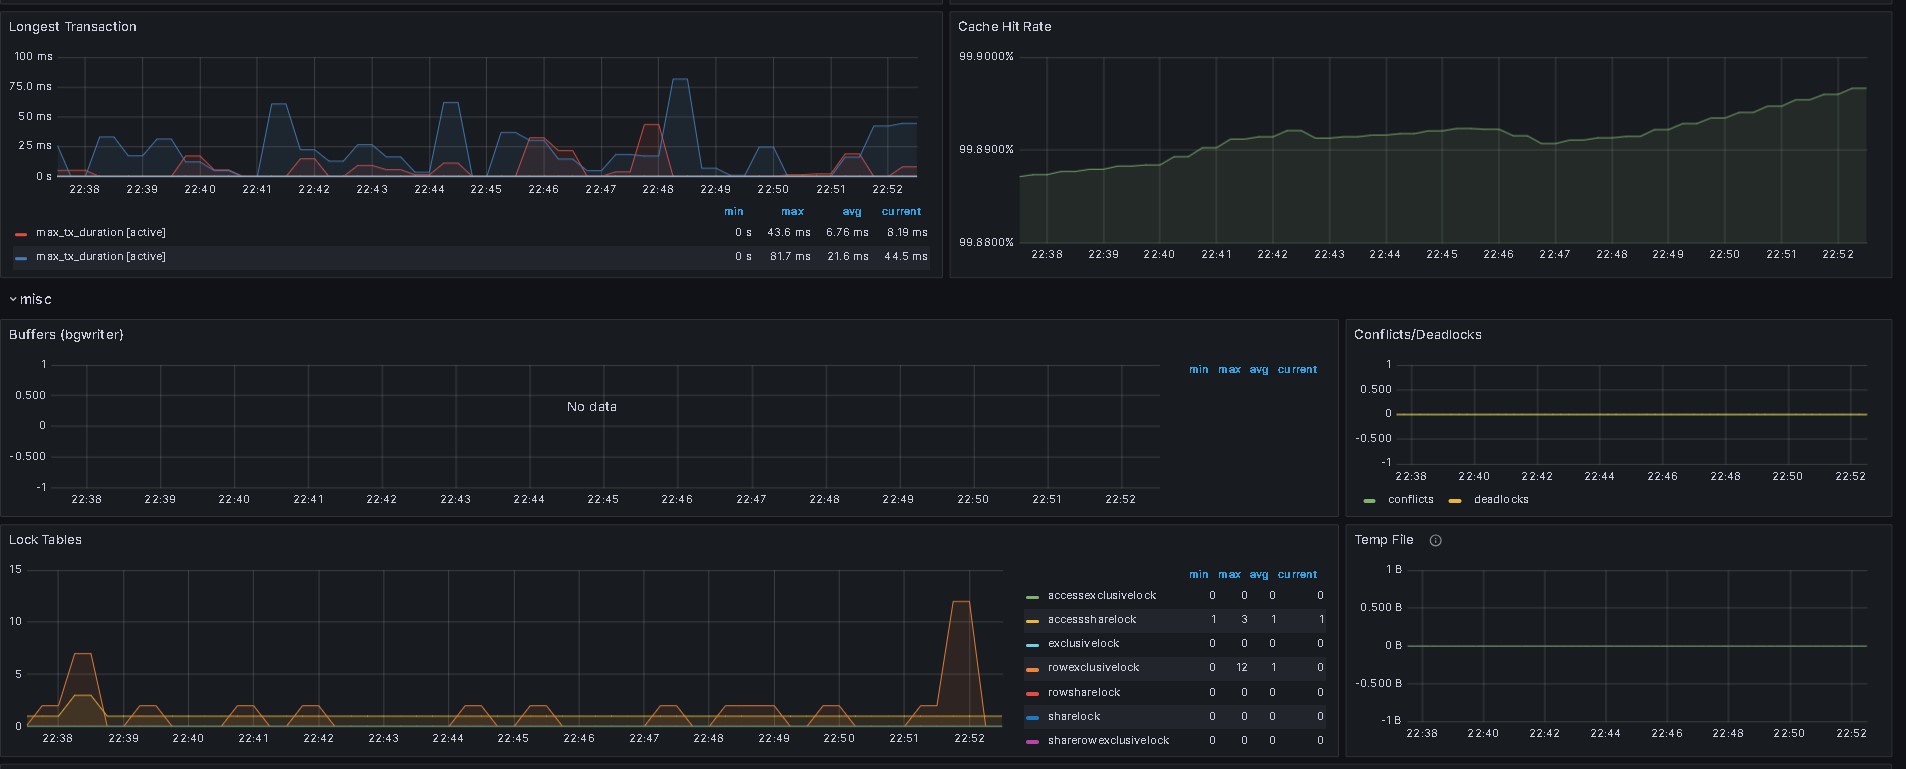 Longest Transaction
100 ms
75.0 ms
50 ms
25 ms
0 s
22:38 22:39 22:40 22:41 22:42 22:43 22:44 22:45 22:46 22:47 22:48 22:49 22:50 22:51 22:52
min max avg current
max_tx_duration [active] 0 s 43.6 ms 6.76 ms 8.19 ms
max_tx_duration [active] 0 s 81.7 ms 21.6 ms 44.5 ms
Cache Hit Rate
99.9000%
99.8900%
99.8800%
22:38 22:39 22:40 22:41 22:42 22:43 22:44 22:45 22:46 22:47 22:48 22:49 22:50 22:51 22:52
misc
Buffers (bgwriter)
1
0.500
0
-0.500
-1
No data
22:38 22:39 22:40 22:41 22:42 22:43 22:44 22:45 22:46 22:47 22:48 22:49 22:50 22:51 22:52
min max avg current
Conflicts/Deadlocks
1
0.500
0
-0.500
-1
22:38 22:40 22:42 22:44 22:46 22:48 22:50 22:52
conflicts deadlocks
Lock Tables
15
10
5
0
22:38 22:39 22:40 22:41 22:42 22:43 22:44 22:45 22:46 22:47 22:48 22:49 22:50 22:51 22:52
min max avg current
accessexclusivelock 0 0 0 0
accesssharelock 1 3 1 1
exclusivelock 0 0 0 0
rowexclusivelock 0 12 1 0
rowsharelock 0 0 0 0
sharelock 0 0 0 0
sharerowexclusivelock 0 0 0 0
Temp File
1 B
0.500 B
0 B
-0.500 B
-1 B
22:38 22:40 22:42 22:44 22:46 22:48 22:50 22:52